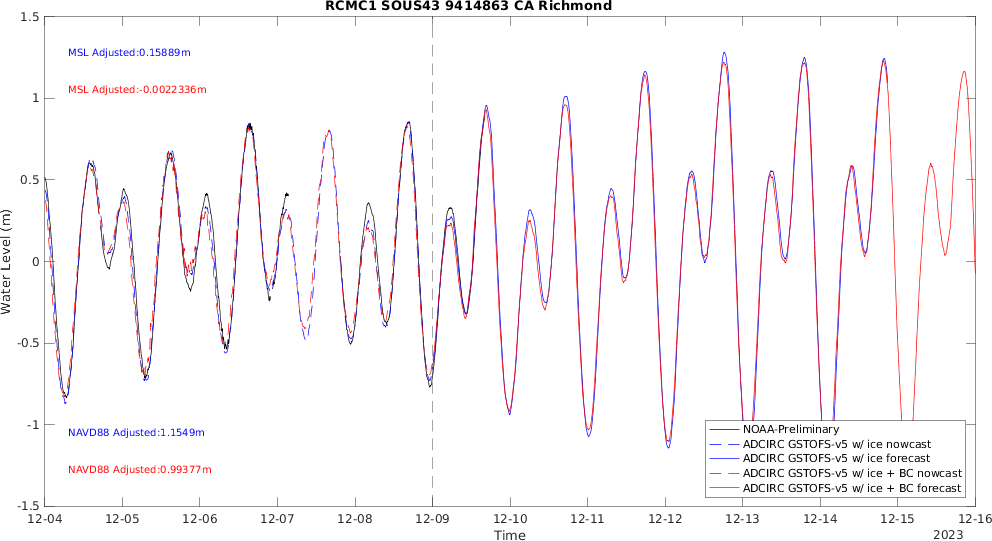 RCMC1 SOUS43 9414863 CA Richmond
1.5
MSL Adjusted:0.15889m
MSL Adjusted:-0.0022336m
1
0.5
0
-0.5
-1
-1.5
Water Level (m)
NAVD88 Adjusted:1.1549m
NAVD88 Adjusted:0.99377m
NOAA-Preliminary
ADCIRC GSTOFS-v5 w/ ice nowcast
ADCIRC GSTOFS-v5 w/ ice forecast
ADCIRC GSTOFS-v5 w/ ice + BC nowcast
ADCIRC GSTOFS-v5 w/ ice + BC forecast
12-04 12-05 12-06 12-07 12-08 12-09 12-10 12-11 12-12 12-13 12-14 12-15 12-16
Time
2023